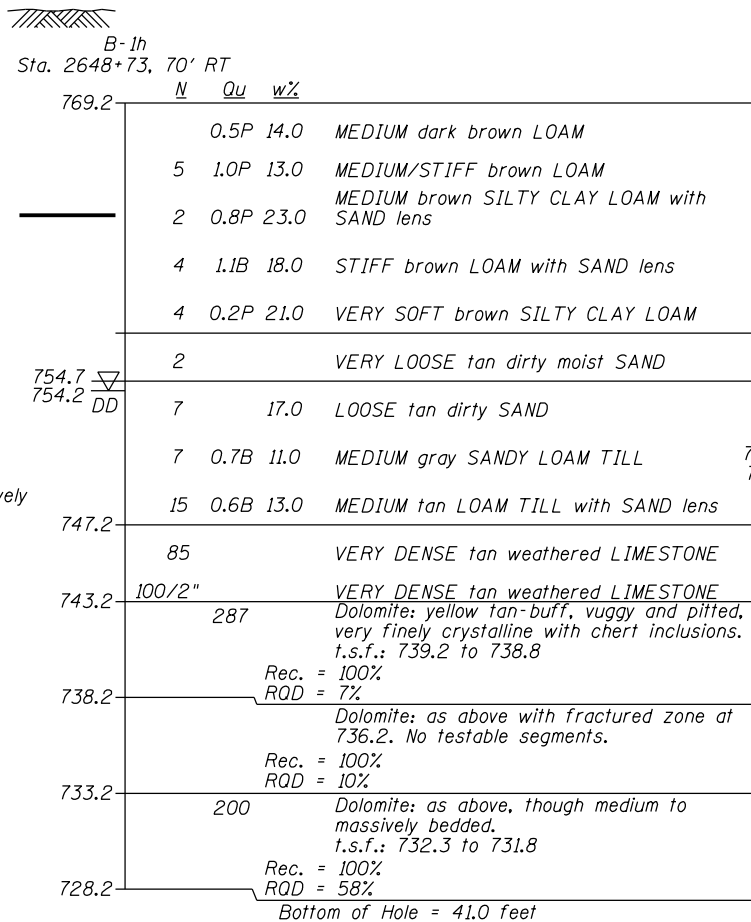 B-1h
Sta. 2648+73, 70' RT
N Qu w%
769.2
0.5P 14.0 MEDIUM dark brown LOAM
5 1.0P 13.0 MEDIUM/STIFF brown LOAM
MEDIUM brown SILTY CLAY LOAM with
2 0.8P 23.0 SAND lens
4 1.1B 18.0 STIFF brown LOAM with SAND lens
4 0.2P 21.0 VERY SOFT brown SILTY CLAY LOAM
2 VERY LOOSE tan dirty moist SAND
754.7
754.2 DD
7 17.0 LOOSE tan dirty SAND
7 0.7B 11.0 MEDIUM gray SANDY LOAM TILL
15 0.6B 13.0 MEDIUM tan LOAM TILL with SAND lens
747.2
85 VERY DENSE tan weathered LIMESTONE
100/2" VERY DENSE tan weathered LIMESTONE
743.2
287 Dolomite: yellow tan-buff, vuggy and pitted,
very finely crystalline with chert inclusions.
t.s.f.: 739.2 to 738.8
Rec. = 100%
RQD = 7%
738.2
Dolomite: as above with fractured zone at
736.2. No testable segments.
Rec. = 100%
RQD = 10%
733.2
200 Dolomite: as above, though medium to
massively bedded.
t.s.f.: 732.3 to 731.8
Rec. = 100%
RQD = 58%
728.2
Bottom of Hole = 41.0 feet